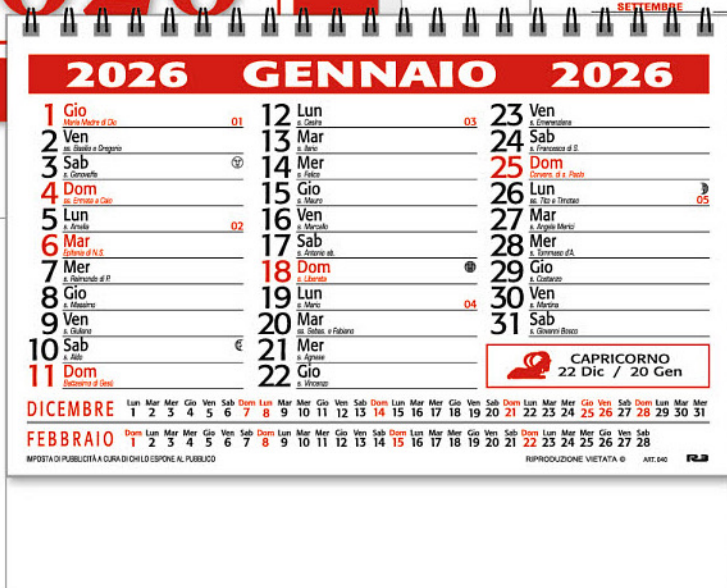 SETTEMBRE
2026 GENNAIO 2026
1 Gio
Maria Madre di Dio 01
2 Ven
ss. Basilio e Gregorio
3 Sab
s. Genoveffa
4 Dom
ss. Ermete e Caio
5 Lun
s. Amelia 02
6 Mar
Epifania di N.S.
7 Mer
s. Raimondo di P.
8 Gio
s. Massimo
9 Ven
s. Giuliano
10 Sab
s. Aldo
11 Dom
Battesimo di Gesù
12 Lun
s. Cesira 03
13 Mar
s. Ilario
14 Mer
s. Felice
15 Gio
s. Mauro
16 Ven
s. Marcello
17 Sab
s. Antonio ab.
18 Dom
s. Liberata
19 Lun
s. Mario 04
20 Mar
ss. Sebas. e Fabiano
21 Mer
s. Agnese
22 Gio
s. Vincenzo
23 Ven
s. Emerenziana
24 Sab
s. Francesco di S.
25 Dom
Convers. di s. Paolo
26 Lun
ss. Tito e Timoteo 05
27 Mar
s. Angela Merici
28 Mer
s. Tommaso d'A.
29 Gio
s. Costanzo
30 Ven
s. Martina
31 Sab
s. Giovanni Bosco
CAPRICORNO
22 Dic / 20 Gen
Lun Mar Mer Gio Ven Sab Dom Lun Mar Mer Gio Ven Sab Dom Lun Mar Mer Gio Ven Sab Dom Lun Mar Mer Gio Ven Sab Dom Lun Mar Mer
DICEMBRE 1 2 3 4 5 6 7 8 9 10 11 12 13 14 15 16 17 18 19 20 21 22 23 24 25 26 27 28 29 30 31
Dom Lun Mar Mer Gio Ven Sab Dom Lun Mar Mer Gio Ven Sab Dom Lun Mar Mer Gio Ven Sab Dom Lun Mar Mer Gio Ven Sab
FEBBRAIO 1 2 3 4 5 6 7 8 9 10 11 12 13 14 15 16 17 18 19 20 21 22 23 24 25 26 27 28
IMPOSTA DI PUBBLICITÀ A CURA DI CHI LO ESPONE AL PUBBLICO RIPRODUZIONE VIETATA © ART. 040